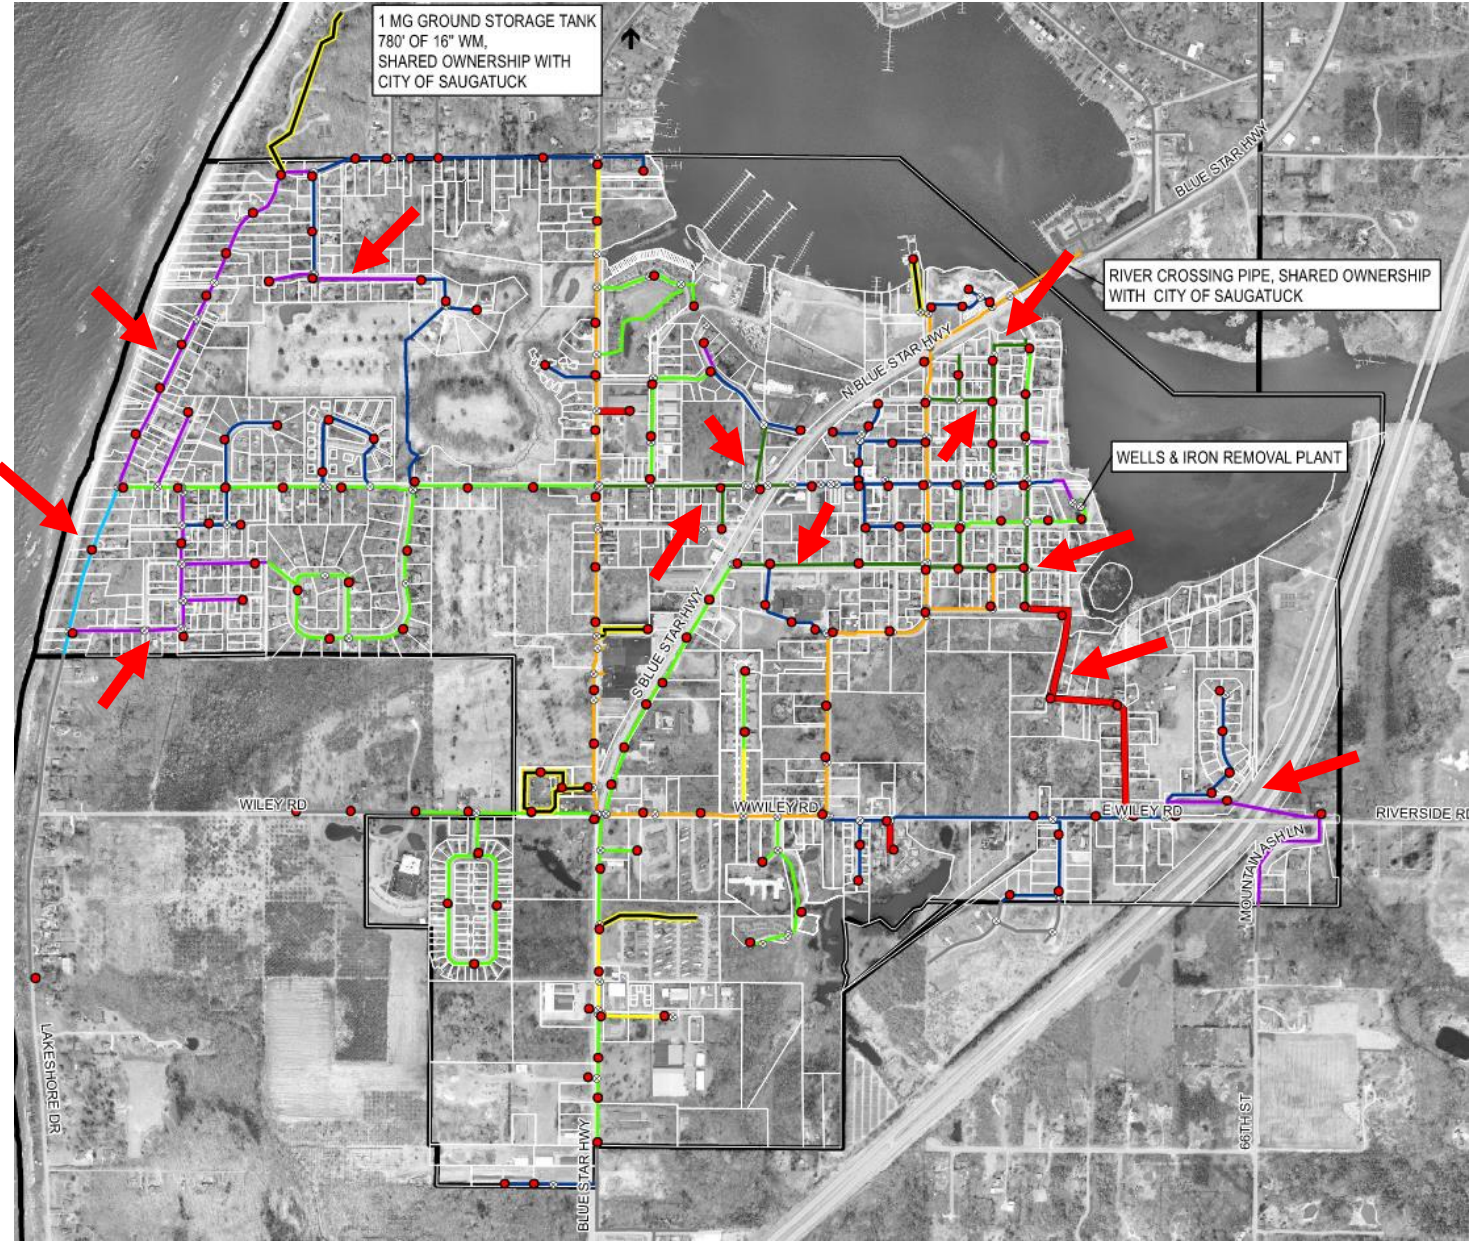 1 MG GROUND STORAGE TANK
780' OF 16" WM,
SHARED OWNERSHIP WITH
CITY OF SAUGATUCK
BLUE STAR HWY
RIVER CROSSING PIPE, SHARED OWNERSHIP
WITH CITY OF SAUGATUCK
N BLUE STAR HWY
WELLS & IRON REMOVAL PLANT
S BLUE STAR HWY
WILEY RD
W WILEY RD
E WILEY RD
RIVERSIDE RD
MOUNTAIN ASH LN
LAKESHORE DR
BLUE STAR HWY
66TH ST